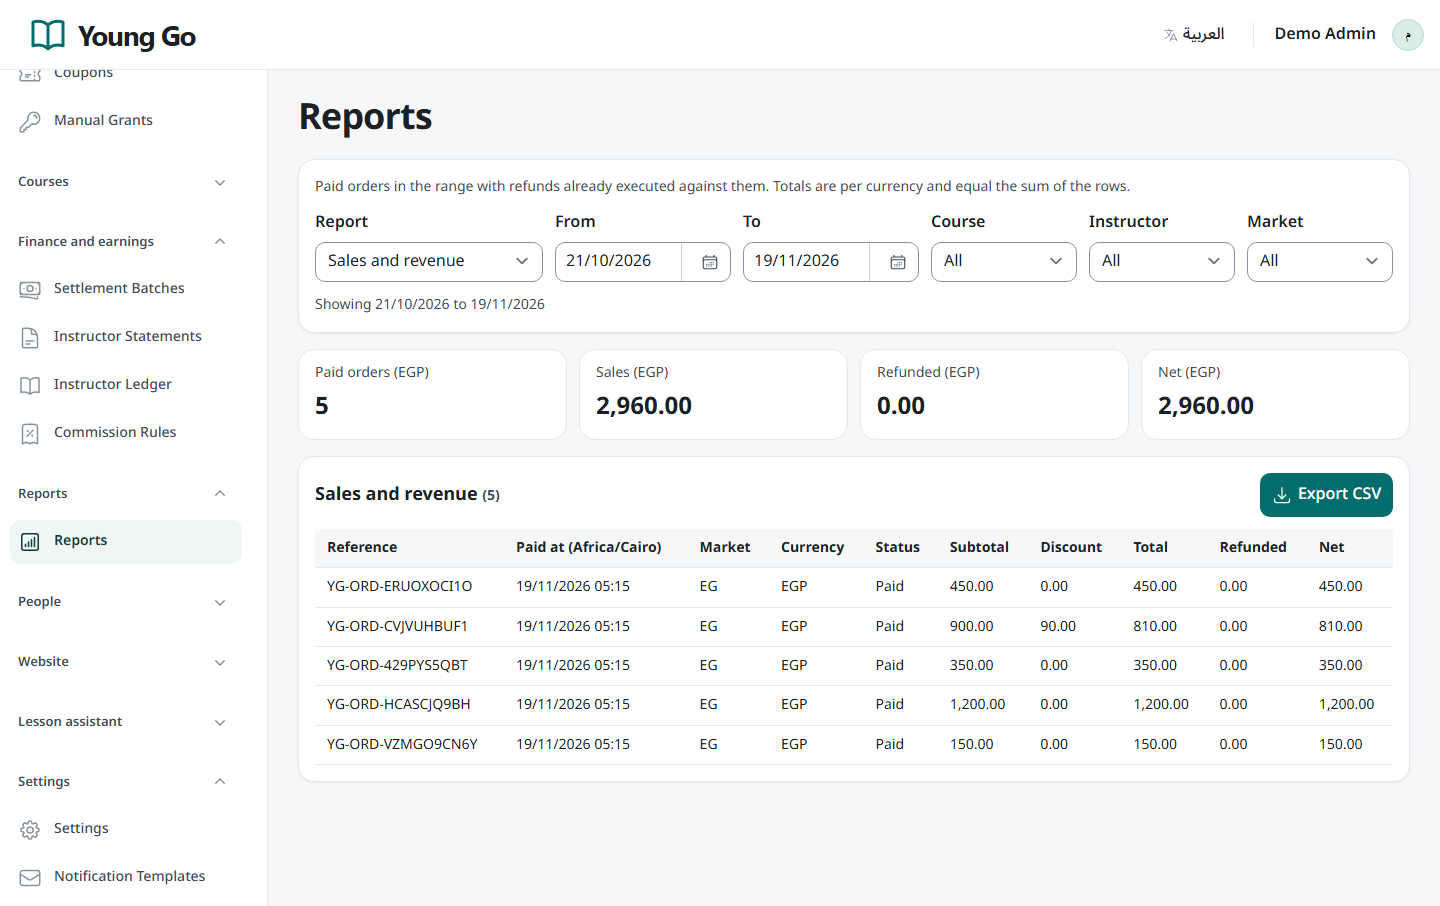 Young Go
العربية
Demo Admin
م
Coupons
Manual Grants
Courses
Finance and earnings
Settlement Batches
Instructor Statements
Instructor Ledger
Commission Rules
Reports
Reports
People
Website
Lesson assistant
Settings
Settings
Notification Templates
Reports
Paid orders in the range with refunds already executed against them. Totals are per currency and equal the sum of the rows.
Report From To Course Instructor Market
Sales and revenue 21/10/2026 19/11/2026 All All All
Showing 21/10/2026 to 19/11/2026
Paid orders (EGP) Sales (EGP) Refunded (EGP) Net (EGP)
5 2,960.00 0.00 2,960.00
Sales and revenue (5)
Export CSV
Reference Paid at (Africa/Cairo) Market Currency Status Subtotal Discount Total Refunded Net
YG-ORD-ERUOXOCI1O 19/11/2026 05:15 EG EGP Paid 450.00 0.00 450.00 0.00 450.00
YG-ORD-CVJVUHBUF1 19/11/2026 05:15 EG EGP Paid 900.00 90.00 810.00 0.00 810.00
YG-ORD-429PYS5QBT 19/11/2026 05:15 EG EGP Paid 350.00 0.00 350.00 0.00 350.00
YG-ORD-HCASCJQ9BH 19/11/2026 05:15 EG EGP Paid 1,200.00 0.00 1,200.00 0.00 1,200.00
YG-ORD-VZMGO9CN6Y 19/11/2026 05:15 EG EGP Paid 150.00 0.00 150.00 0.00 150.00